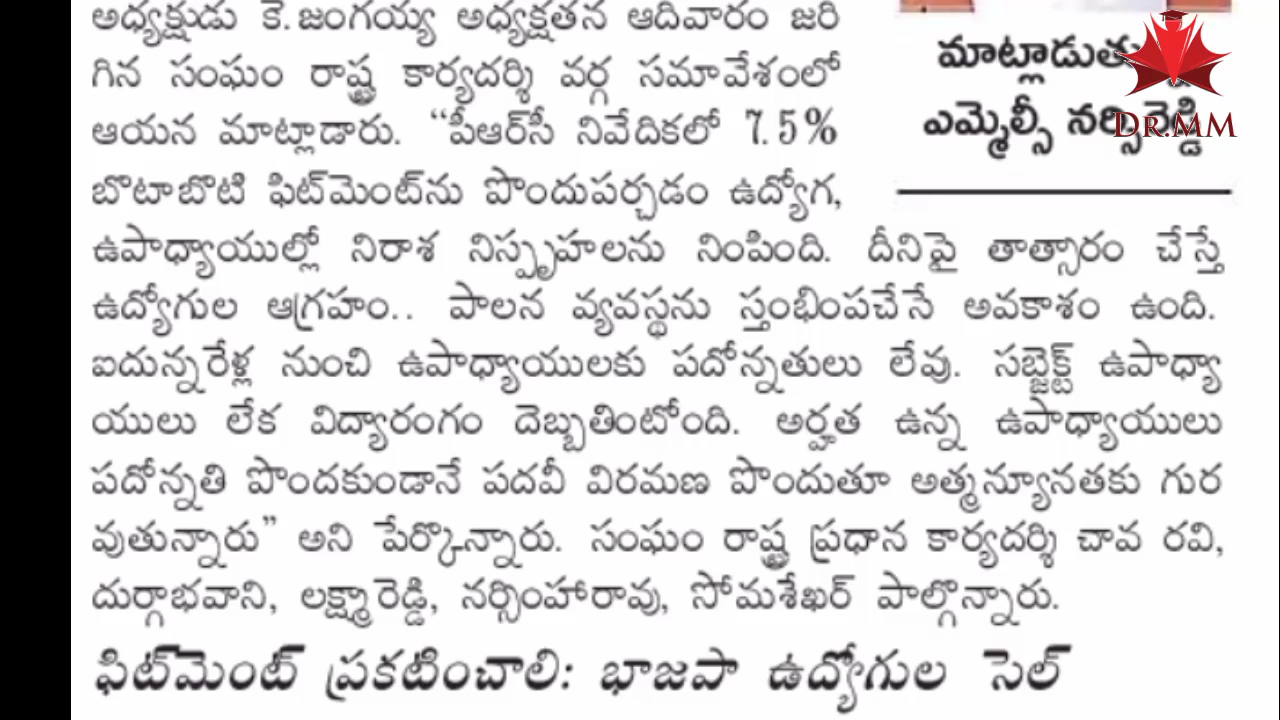 అధ్యక్షుడు కె.జంగయ్య అధ్యక్షతన ఆదివారం జరి
గిన సంఘం రాష్ట్ర కార్యదర్శి వర్గ సమావేశంలో
ఆయన మాట్లాడారు. “పీఆర్‌సీ నివేదికలో 7.5%
బొటాబొటి ఫిట్‌మెంట్‌ను పొందుపర్చడం ఉద్యోగ,
ఉపాధ్యాయుల్లో నిరాశ నిస్పృహలను నింపింది. దీనిపై తాత్సారం చేస్తే
ఉద్యోగుల ఆగ్రహం.. పాలన వ్యవస్థను స్తంభింపచేసే అవకాశం ఉంది.
ఐదున్నరేళ్ల నుంచి ఉపాధ్యాయులకు పదోన్నతులు లేవు. సబ్జెక్ట్ ఉపాధ్యా
యులు లేక విద్యారంగం దెబ్బతింటోంది. అర్హత ఉన్న ఉపాధ్యాయులు
పదోన్నతి పొందకుండానే పదవీ విరమణ పొందుతూ అత్మన్యూనతకు గుర
వుతున్నారు” అని పేర్కొన్నారు. సంఘం రాష్ట్ర ప్రధాన కార్యదర్శి చావ రవి,
దుర్గాభవాని, లక్ష్మారెడ్డి, నర్సింహారావు, సోమశేఖర్ పాల్గొన్నారు.
ఫిట్‌మెంట్ ప్రకటించాలి: భాజపా ఉద్యోగుల సెల్
మాట్లాడుతు
ఎమ్మెల్సీ నర్సిరెడ్డి
DR.MM